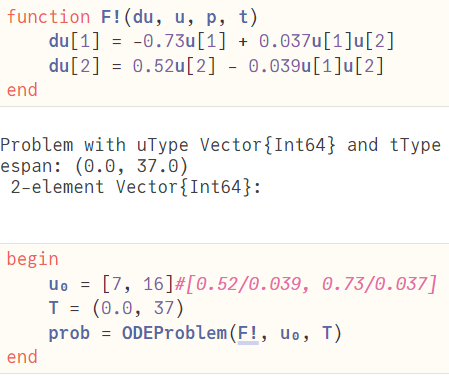 function F!(du, u, p, t)
du[1] = -0.73u[1] + 0.037u[1]u[2]
du[2] = 0.52u[2] - 0.039u[1]u[2]
end
Problem with uType Vector{Int64} and tType
espan: (0.0, 37.0)
2-element Vector{Int64}:
begin
u₀ = [7, 16]#[0.52/0.039, 0.73/0.037]
T = (0.0, 37)
prob = ODEProblem(F!, u₀, T)
end